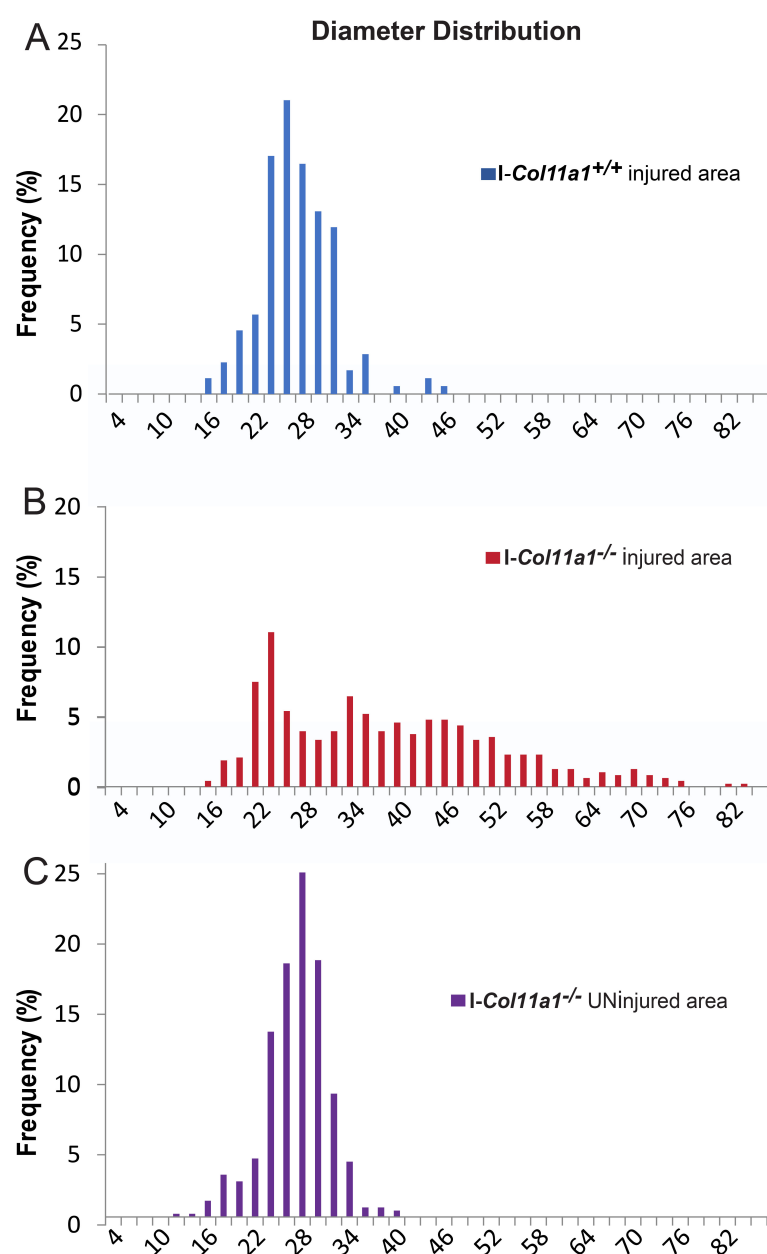 A
Diameter Distribution
25
20
15
10
5
0
Frequency (%)
I-Col11a1+/+ injured area
4 10 16 22 28 34 40 46 52 58 64 70 76 82
B
20
15
10
5
0
Frequency (%)
I-Col11a1-/- injured area
4 10 16 22 28 34 40 46 52 58 64 70 76 82
C
25
20
15
10
5
0
Frequency (%)
I-Col11a1-/- UNinjured area
4 10 16 22 28 34 40 46 52 58 64 70 76 82